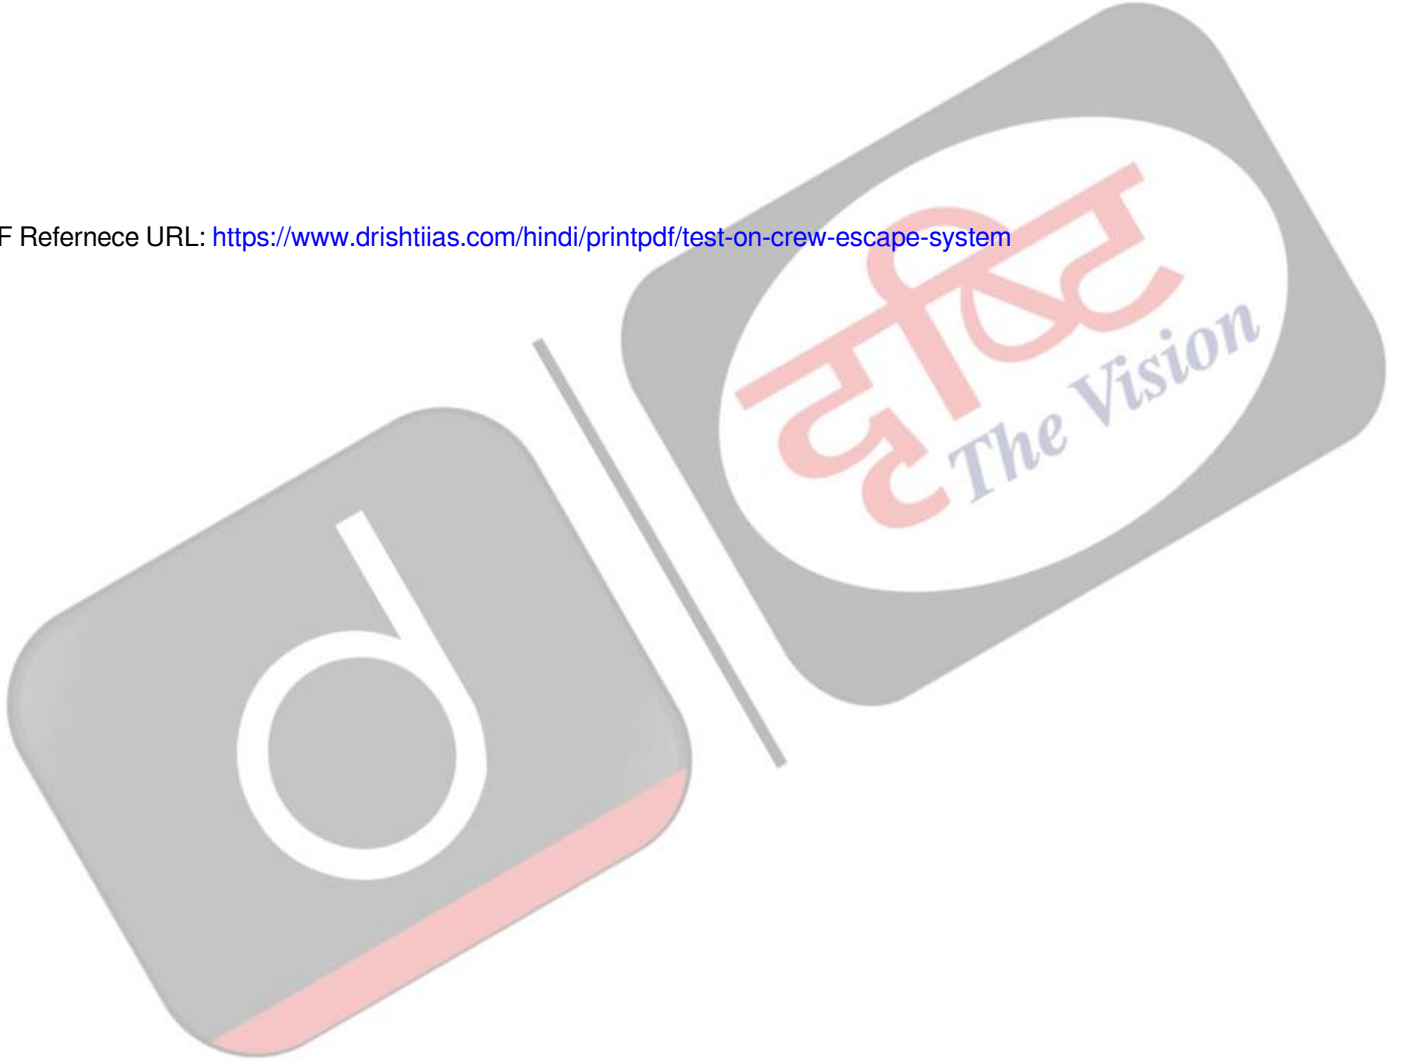 F Refernece URL: https://www.drishtiias.com/hindi/printpdf/test-on-crew-escape-system
दृष्टि
The Vision
d